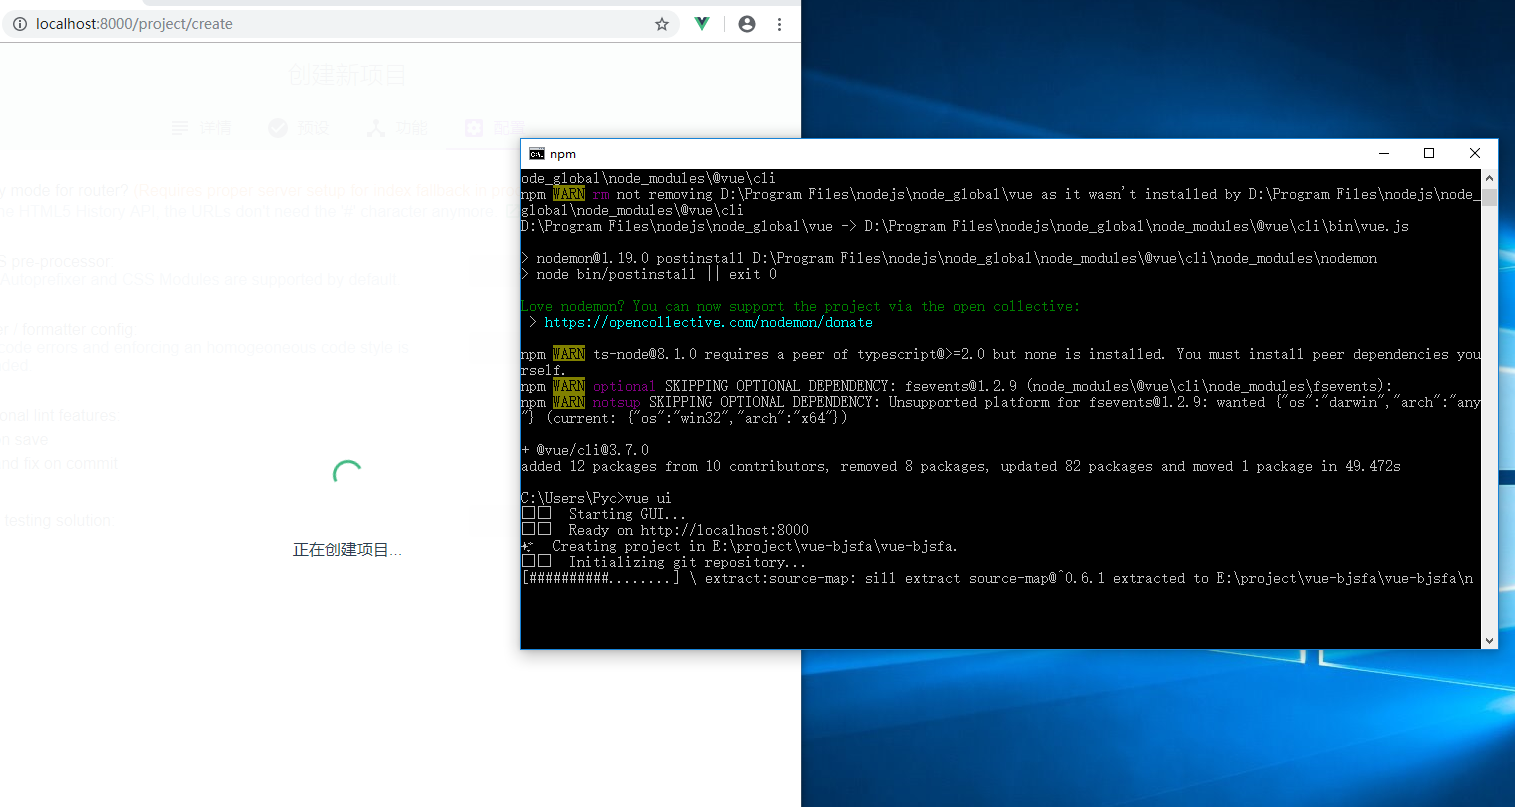 localhost:8000/project/create
创建新项目
详情
预设
功能
配置
y mode for router? (Requires proper server setup for index fallback in pro
he HTML5 History API, the URLs don't need the '#' character anymore.
S pre-processor:
Autoprefixer and CSS Modules are supported by default
er / formatter config:
code errors and enforcing an homogeoneous code style is
onal lint features:
on save
nd fix on commit
testing solution
正在创建项目...
npm
ode_global\node_modules\@vue\cli
npm WARN rm not removing D:\Program Files\nodejs\node_global\vue as it wasn't installed by D:\Program Files\nodejs\node_
global\node_modules\@vue\cli
D:\Program Files\nodejs\node_global\vue -> D:\Program Files\nodejs\node_global\node_modules\@vue\cli\bin\vue.js
> nodemon@1.19.0 postinstall D:\Program Files\nodejs\node_global\node_modules\@vue\cli\node_modules\nodemon
> node bin/postinstall || exit 0
Love nodemon? You can now support the project via the open collective:
> https://opencollective.com/nodemon/donate
npm WARN ts-node@8.1.0 requires a peer of typescript@>=2.0 but none is installed. You must install peer dependencies you
rself.
npm WARN optional SKIPPING OPTIONAL DEPENDENCY: fsevents@1.2.9 (node_modules\@vue\cli\node_modules\fsevents):
npm WARN notsup SKIPPING OPTIONAL DEPENDENCY: Unsupported platform for fsevents@1.2.9: wanted {"os":"darwin","arch":"any
"} (current: {"os":"win32","arch":"x64"})
+ @vue/cli@3.7.0
added 12 packages from 10 contributors, removed 8 packages, updated 82 packages and moved 1 package in 49.472s
C:\Users\Pyc>vue ui
Starting GUI...
Ready on http://localhost:8000
Creating project in E:\project\vue-bjsfa\vue-bjsfa.
Initializing git repository...
[##########........] \ extract:source-map: sill extract source-map@^0.6.1 extracted to E:\project\vue-bjsfa\vue-bjsfa\n